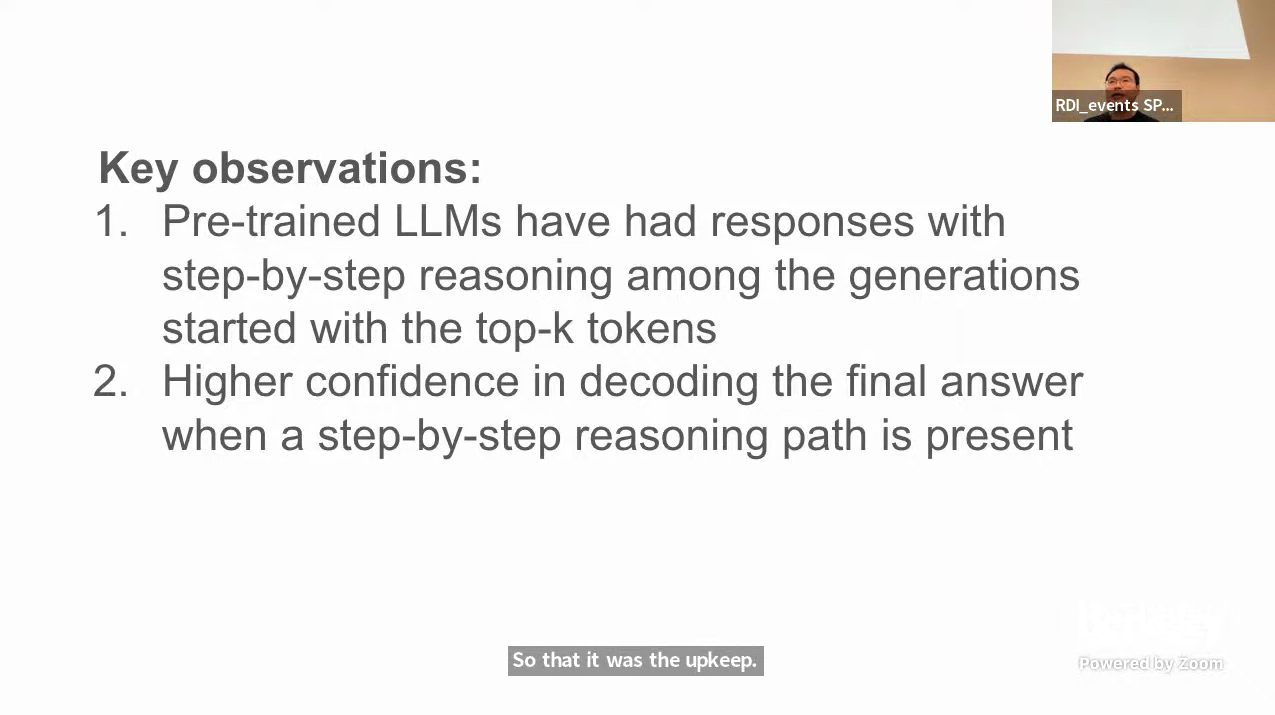 RDI_events SP...
Key observations:
1. Pre-trained LLMs have had responses with
step-by-step reasoning among the generations
started with the top-k tokens
2. Higher confidence in decoding the final answer
when a step-by-step reasoning path is present
So that it was the upkeep.
Powered by Zoom